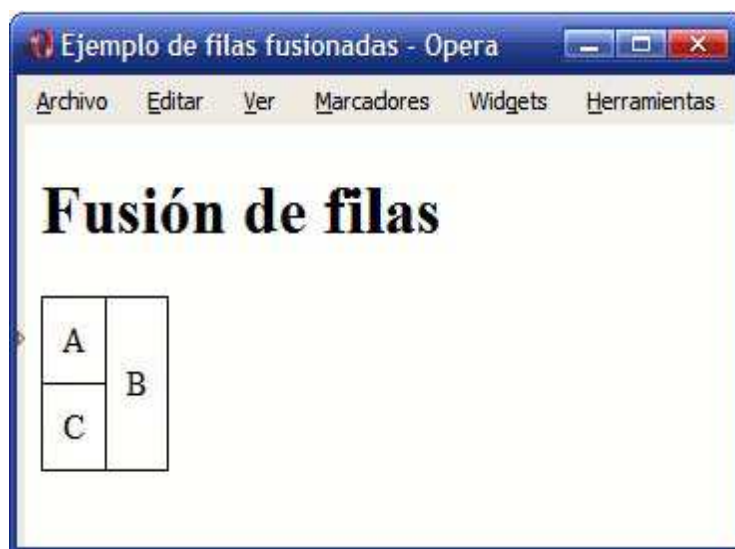 Ejemplo de filas fusionadas - Opera
Archivo Editar Ver Marcadores Widgets Herramientas
Fusión de filas
A
B
C